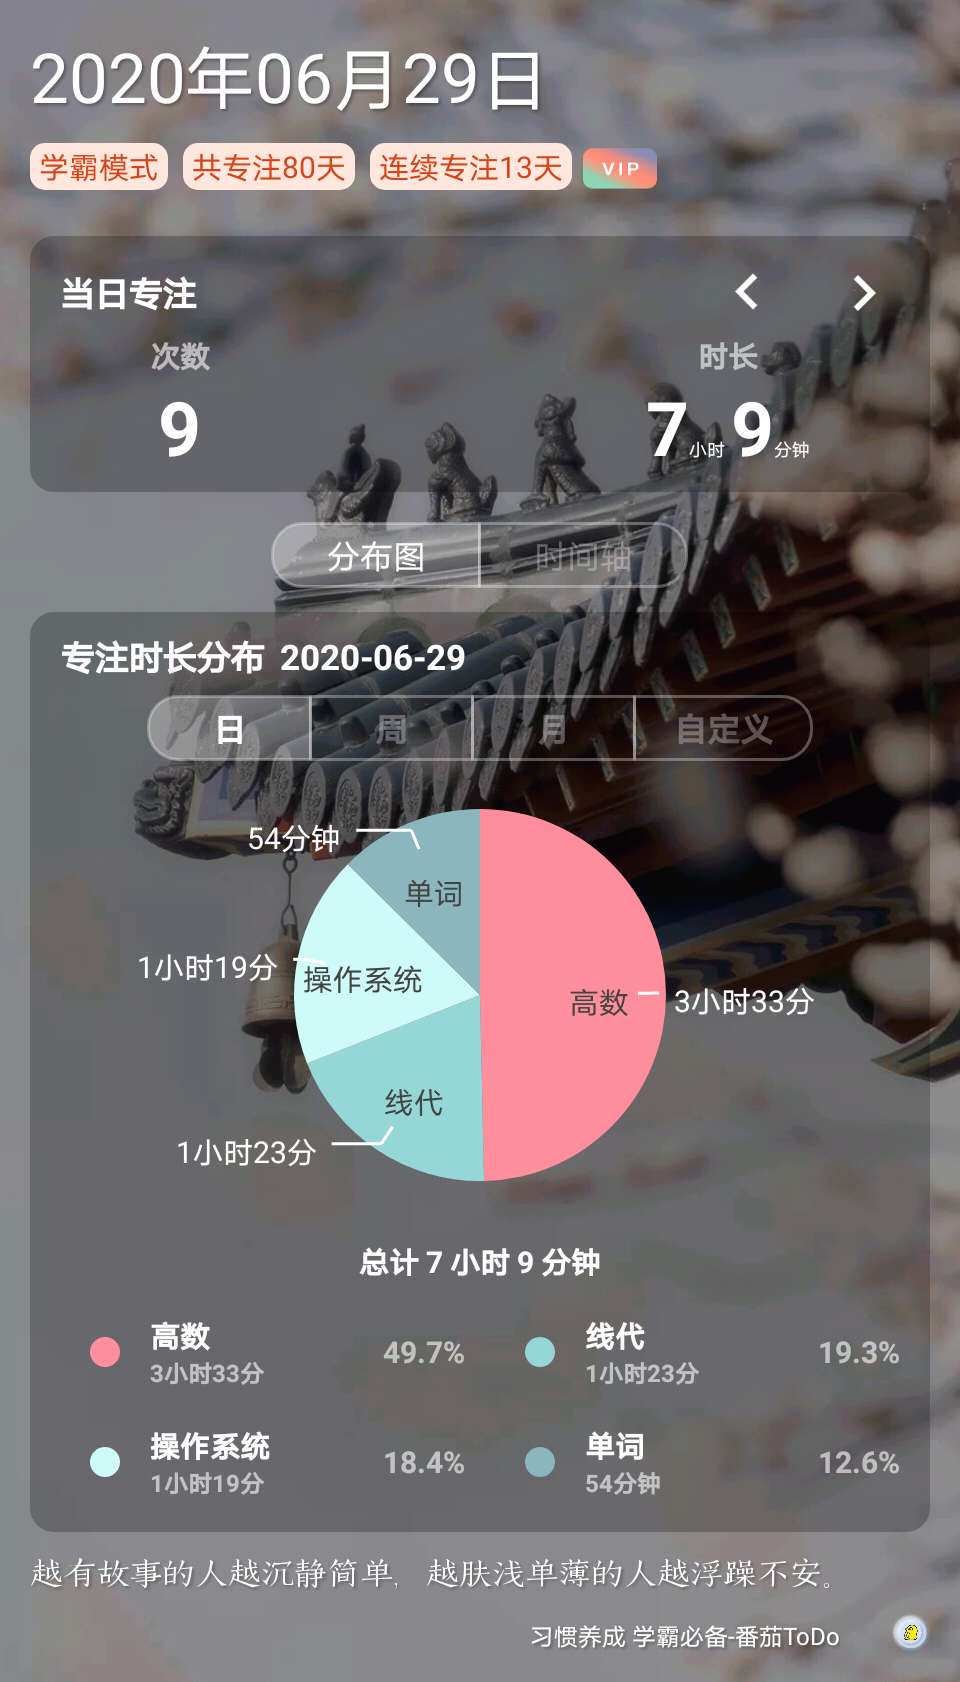 2020年06月29日
学霸模式 共专注80天 连续专注13天 VIP
当日专注
次数 时长
9 7小时9分钟
分布图 时间轴
专注时长分布 2020-06-29
日 周 月 自定义
54分钟
单词
1小时19分 操作系统
高数 3小时33分
线代
1小时23分
总计 7 小时 9 分钟
高数 49.7% 线代 19.3%
3小时33分 1小时23分
操作系统 18.4% 单词 12.6%
1小时19分 54分钟
越有故事的人越沉静简单，越肤浅单薄的人越浮躁不安。
习惯养成 学霸必备-番茄ToDo